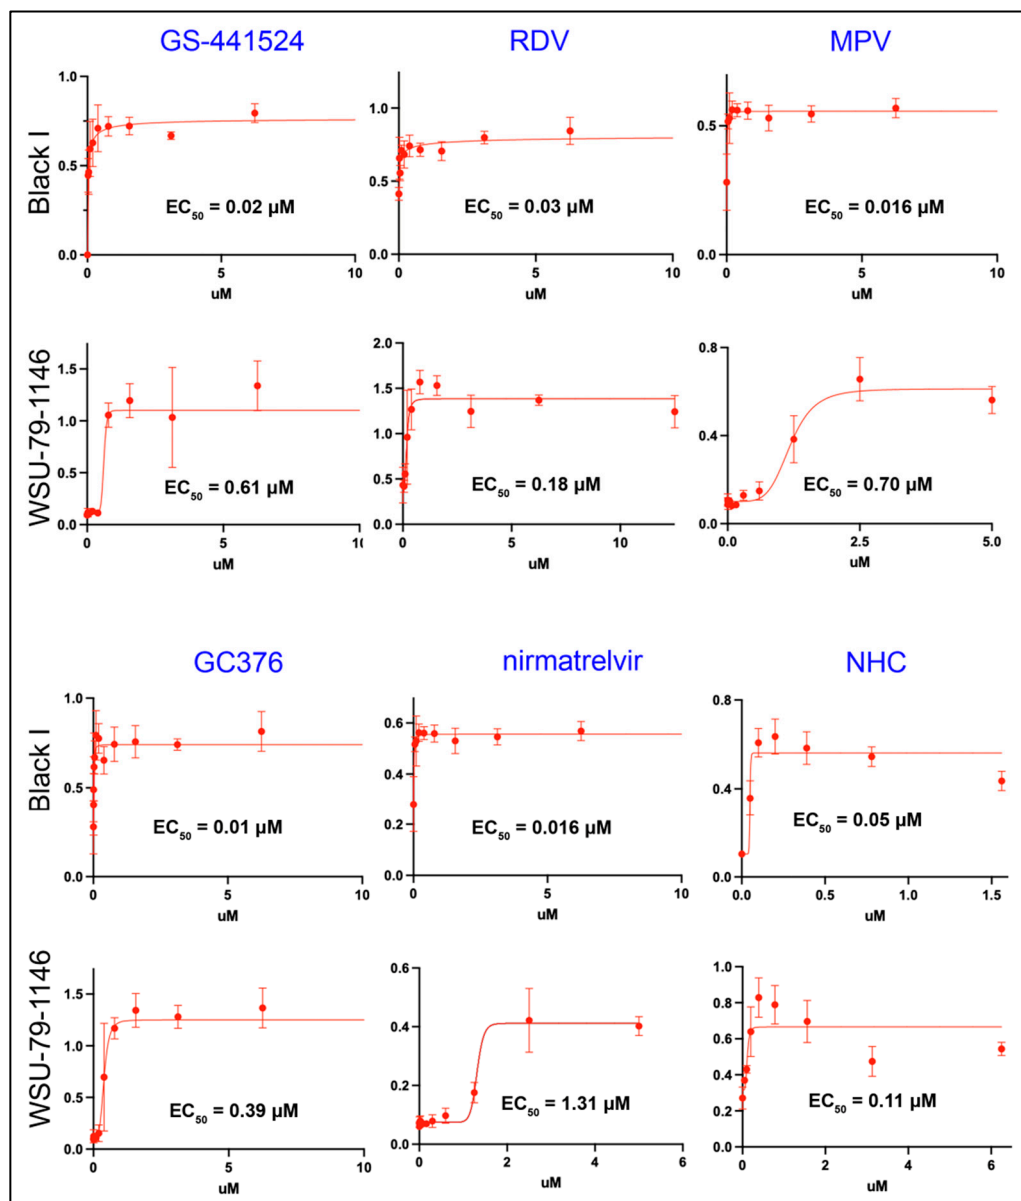 GS-441524 RDV MPV
Black I
1.0
0.5
0.0
0 5 10
uM
EC50 = 0.02 µM
1.0
0.5
0.0
0 5 10
uM
EC50 = 0.03 µM
0.5
0.0
0 5 10
uM
EC50 = 0.016 µM
WSU-79-1146
1.5
1.0
0.5
0.0
0 5 10
uM
EC50 = 0.61 µM
2.0
1.5
1.0
0.5
0.0
0 5 10
uM
EC50 = 0.18 µM
0.8
0.4
0.0
0.0 2.5 5.0
uM
EC50 = 0.70 µM
GC376 nirmatrelvir NHC
Black I
1.0
0.5
0.0
0 5 10
uM
EC50 = 0.01 µM
0.6
0.4
0.2
0.0
0 5 10
uM
EC50 = 0.016 µM
0.8
0.4
0.0
0.0 0.5 1.0 1.5
uM
EC50 = 0.05 µM
WSU-79-1146
1.5
1.0
0.5
0.0
0 5 10
uM
EC50 = 0.39 µM
0.6
0.4
0.2
0.0
0 2 4 6
uM
EC50 = 1.31 µM
1.0
0.8
0.6
0.4
0.2
0.0
0 2 4 6
uM
EC50 = 0.11 µM